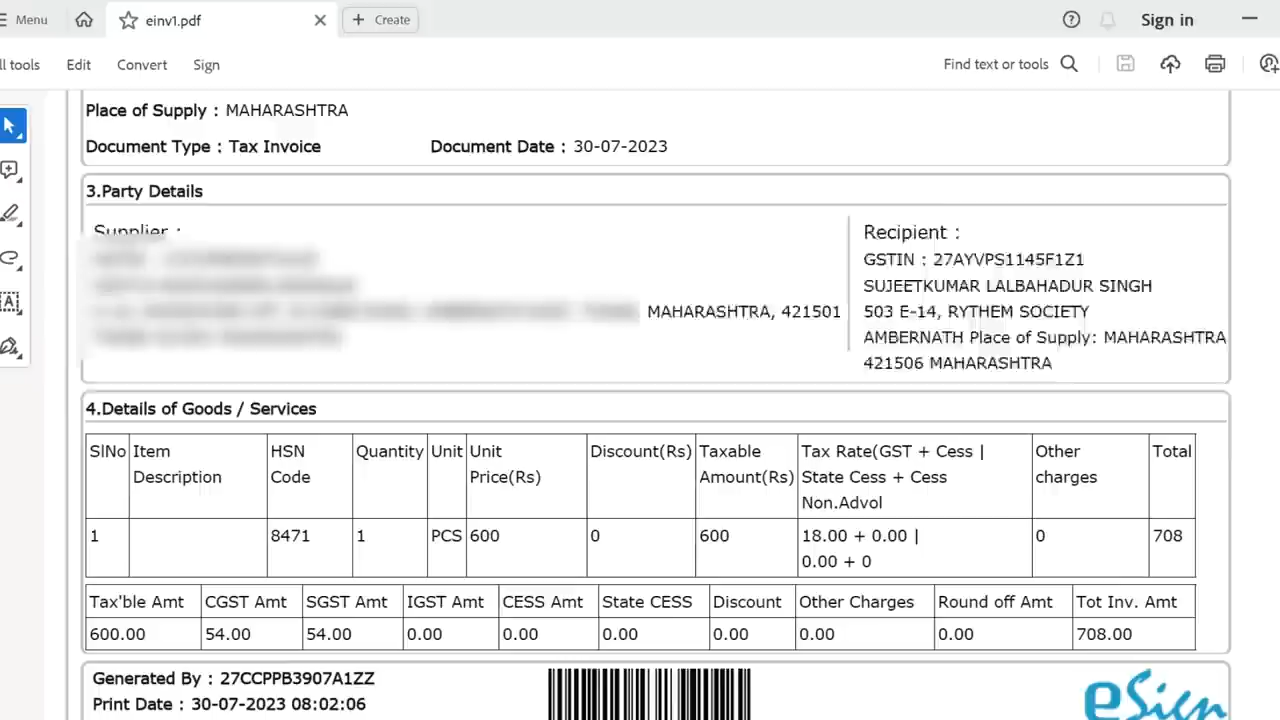 Menu
einv1.pdf
Create
Sign in
ll tools
Edit
Convert
Sign
Find text or tools
Place of Supply : MAHARASHTRA
Document Type : Tax Invoice
Document Date : 30-07-2023
3.Party Details
Supplier :
MAHARASHTRA, 421501
Recipient :
GSTIN : 27AYVPS1145F1Z1
SUJEETKUMAR LALBAHADUR SINGH
503 E-14, RYTHEM SOCIETY
AMBERNATH Place of Supply: MAHARASHTRA
421506 MAHARASHTRA
4.Details of Goods / Services
SlNo Item Description HSN Code Quantity Unit Unit Price(Rs) Discount(Rs) Taxable Amount(Rs) Tax Rate(GST + Cess | State Cess + Cess Non.Advol Other charges Total
1 8471 1 PCS 600 0 600 18.00 + 0.00 | 0.00 + 0 0 708
Tax'ble Amt CGST Amt SGST Amt IGST Amt CESS Amt State CESS Discount Other Charges Round off Amt Tot Inv. Amt
600.00 54.00 54.00 0.00 0.00 0.00 0.00 0.00 0.00 708.00
Generated By : 27CCPPB3907A1ZZ
Print Date : 30-07-2023 08:02:06
eSign